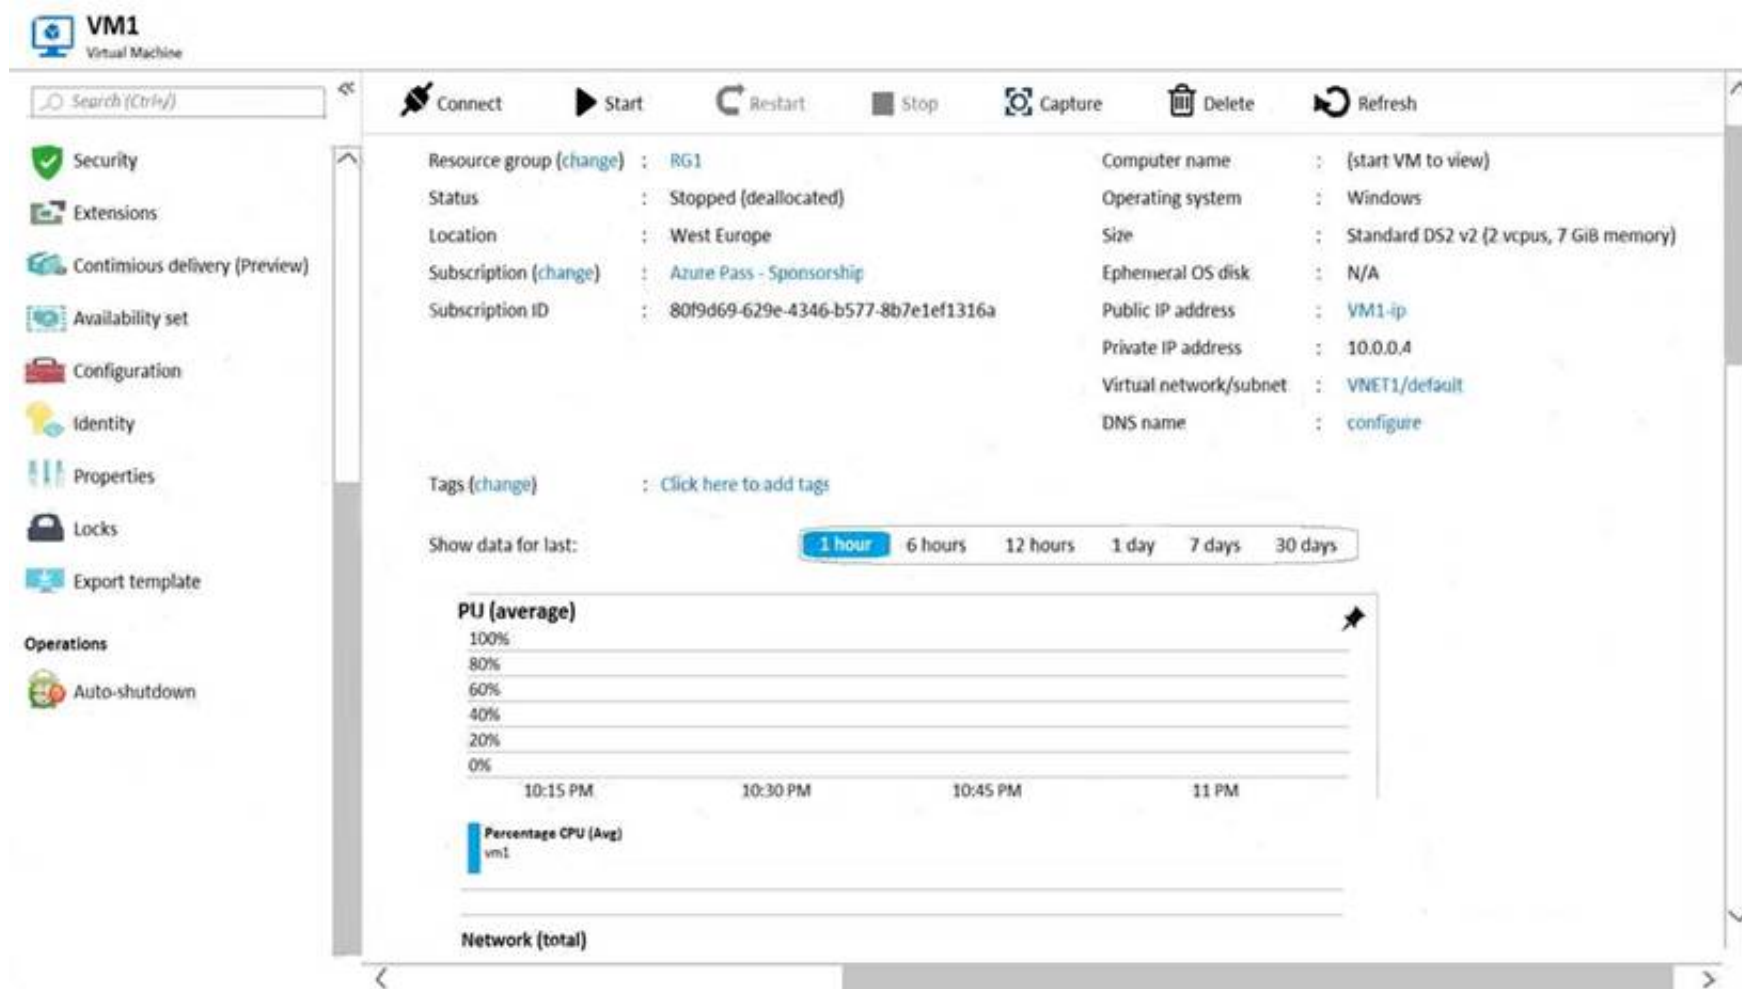 VM1
Virtual Machine
Search (Ctrl+/)
Connect
Start
Restart
Stop
Capture
Delete
Refresh
Security
Extensions
Contimious delivery (Preview)
Availability set
Configuration
Identity
Properties
Locks
Export template
Operations
Auto-shutdown
Resource group (change) : RG1
Status : Stopped (deallocated)
Location : West Europe
Subscription (change) : Azure Pass - Sponsorship
Subscription ID : 80f9d69-629e-4346-b577-8b7e1ef1316a
Computer name : (start VM to view)
Operating system : Windows
Size : Standard DS2 v2 (2 vcpus, 7 GiB memory)
Ephemeral OS disk : N/A
Public IP address : VM1-ip
Private IP address : 10.0.0.4
Virtual network/subnet : VNET1/default
DNS name : configure
Tags (change) : Click here to add tags
Show data for last: 1 hour 6 hours 12 hours 1 day 7 days 30 days
PU (average)
100%
80%
60%
40%
20%
0%
10:15 PM 10:30 PM 10:45 PM 11 PM
Percentage CPU (Avg)
vm1
Network (total)